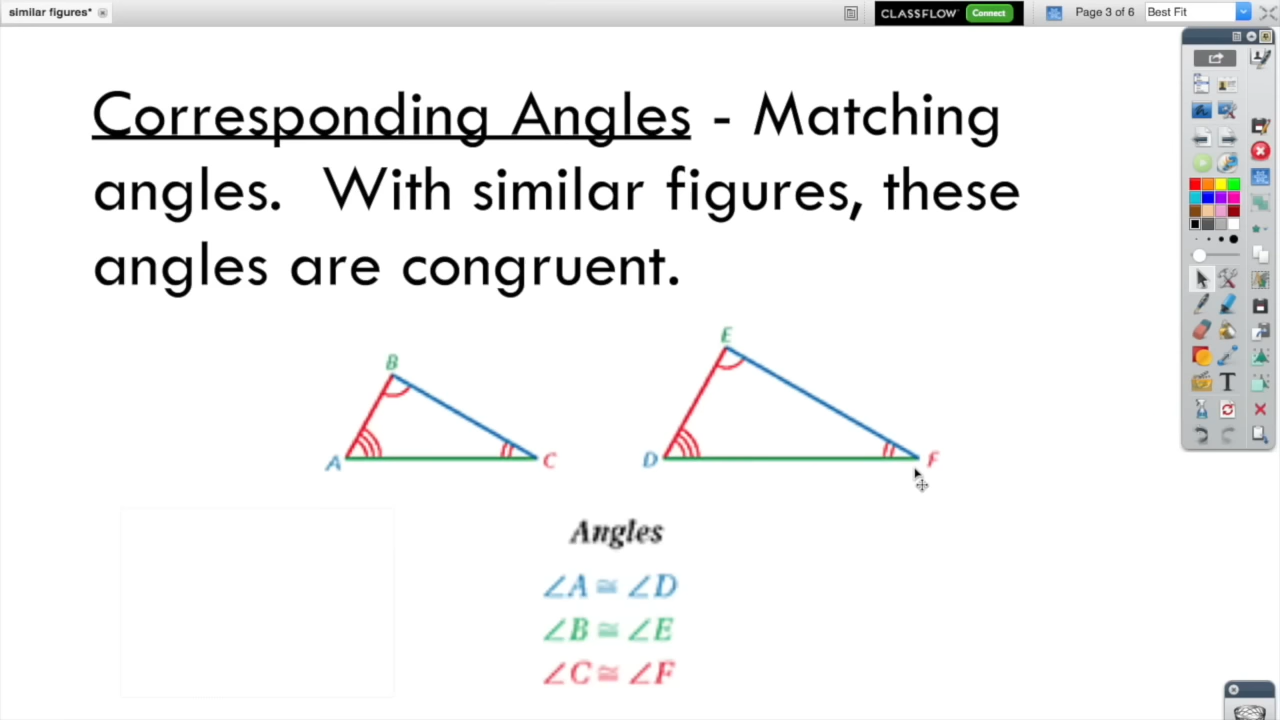 similar figures*
CLASSFLOW Connect
Page 3 of 6 Best Fit
Corresponding Angles - Matching
angles. With similar figures, these
angles are congruent.
B
A
C
E
D
F
Angles
∠A ≅ ∠D
∠B ≅ ∠E
∠C ≅ ∠F
T